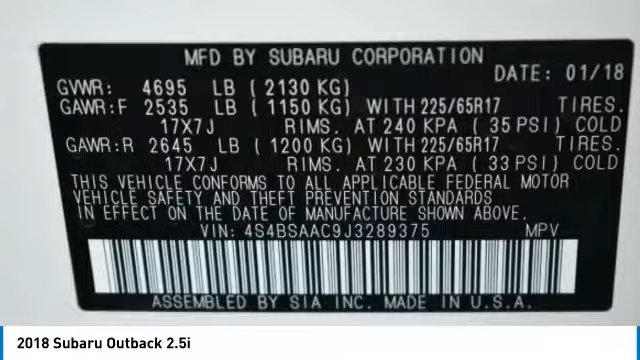 MFD BY SUBARU CORPORATION
DATE: 01/18
GVWR: 4695 LB (2130 KG)
GAWR:F 2535 LB (1150 KG) WITH 225/65R17 TIRES.
17X7J RIMS. AT 240 KPA (35 PSI) COLD
GAWR:R 2645 LB (1200 KG) WITH 225/65R17 TIRES.
17X7J RIMS. AT 230 KPA (33 PSI) COLD
THIS VEHICLE CONFORMS TO ALL APPLICABLE FEDERAL MOTOR
VEHICLE SAFETY AND THEFT PREVENTION STANDARDS
IN EFFECT ON THE DATE OF MANUFACTURE SHOWN ABOVE.
VIN: 4S4BSAAC9J3289375 MPV
ASSEMBLED BY SIA INC. MADE IN U.S.A.
2018 Subaru Outback 2.5i